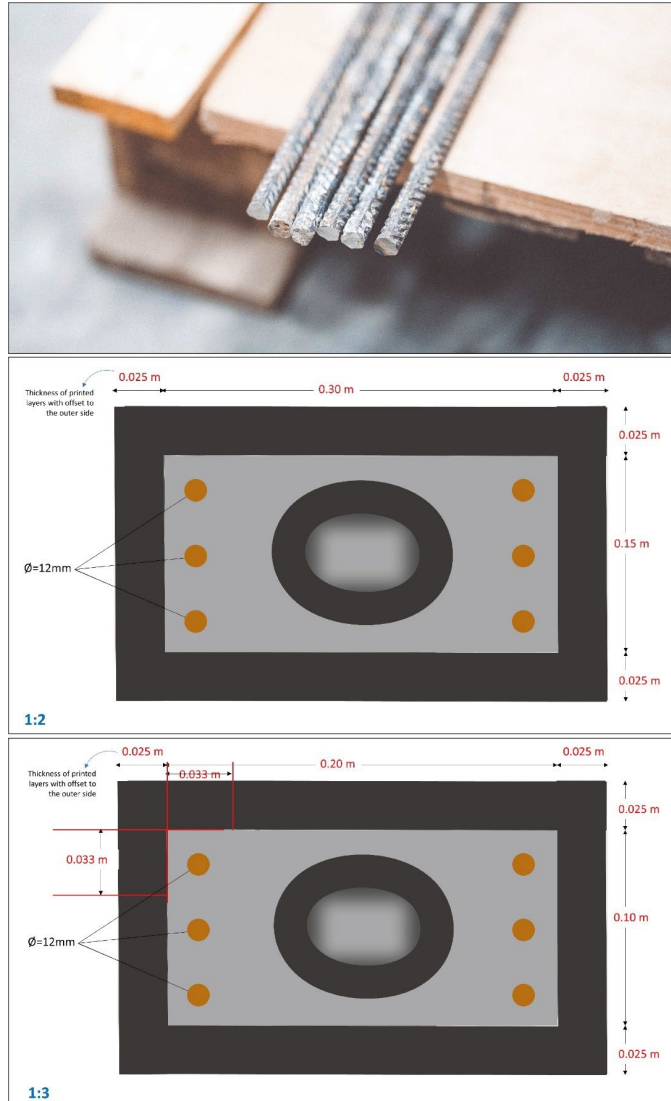 0.025 m
0.30 m
0.025 m
Thickness of printed
layers with offset to
the outer side
0.025 m
0.15 m
Ø=12mm
0.025 m
1:2
0.025 m
0.20 m
0.025 m
Thickness of printed
layers with offset to
the outer side
0.033 m
0.025 m
0.033 m
0.10 m
Ø=12mm
0.025 m
1:3